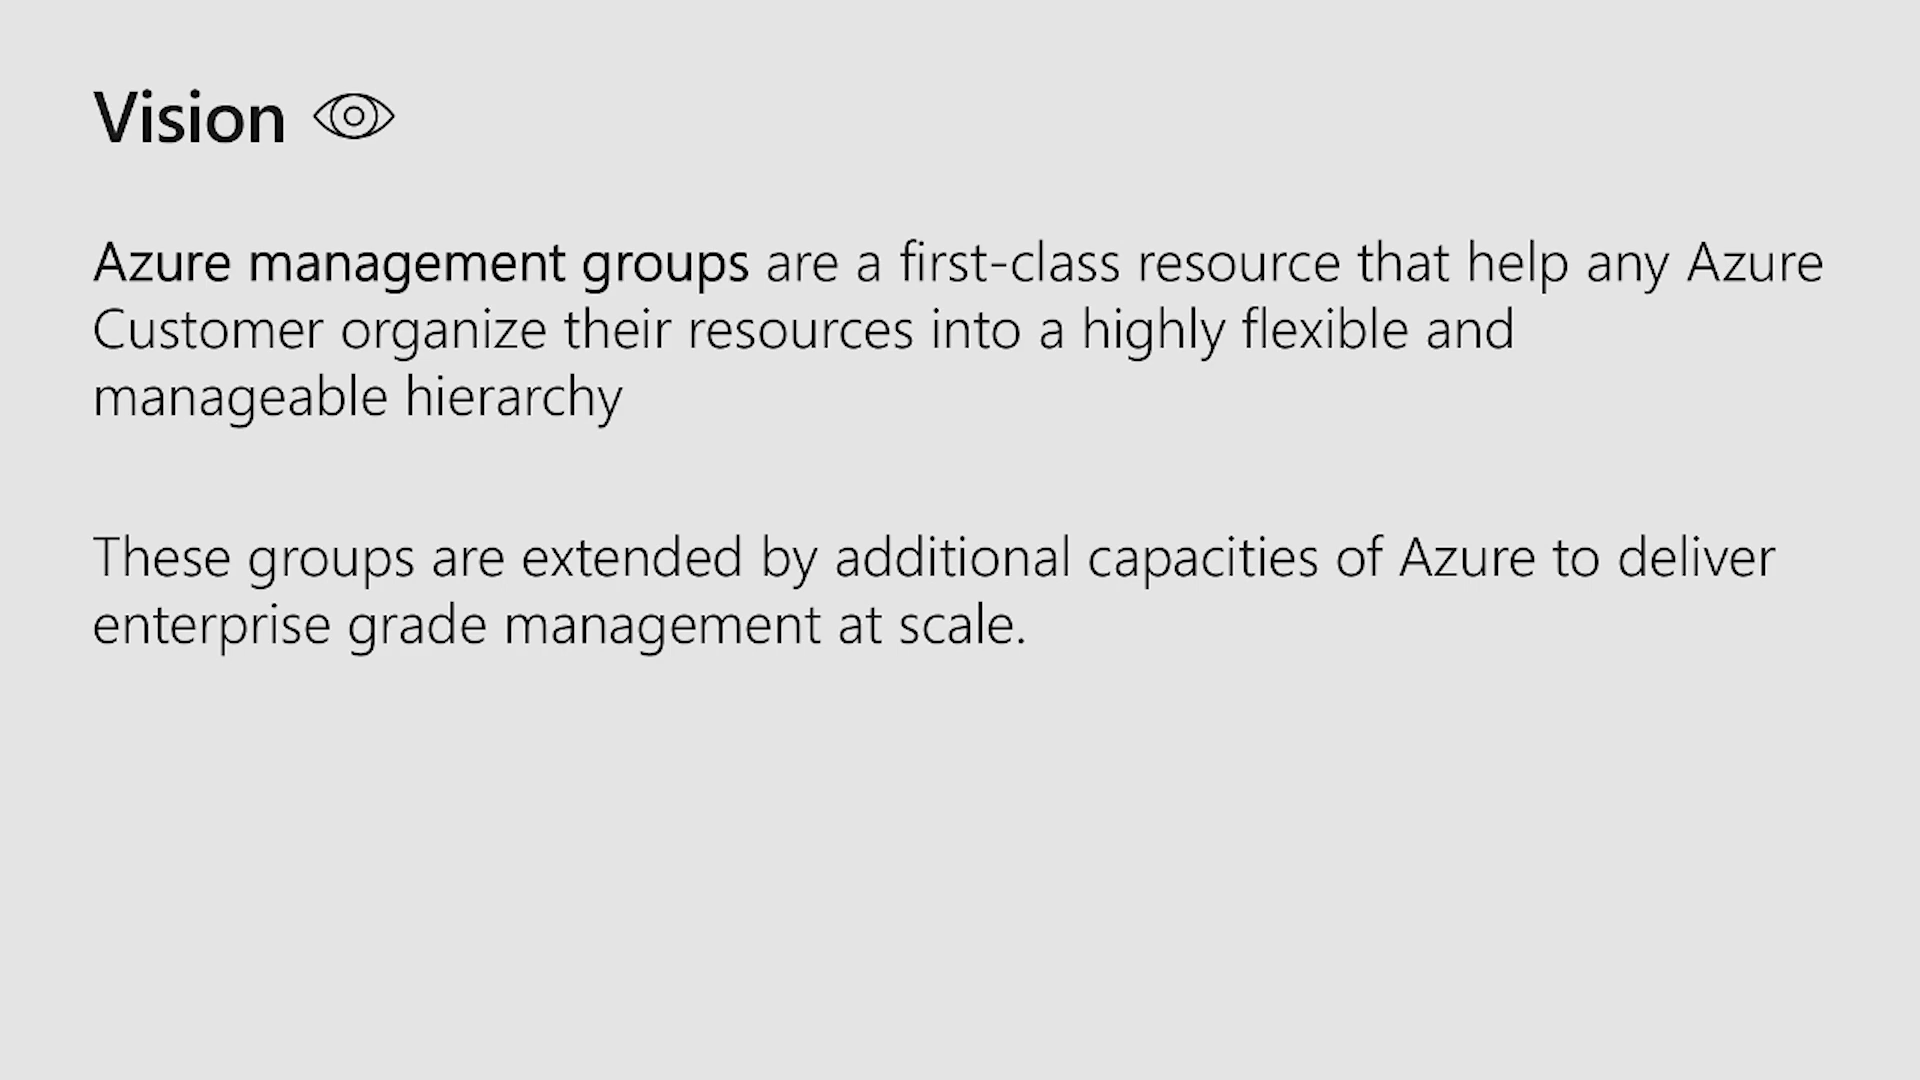 Vision
Azure management groups are a first-class resource that help any Azure
Customer organize their resources into a highly flexible and
manageable hierarchy
These groups are extended by additional capacities of Azure to deliver
enterprise grade management at scale.